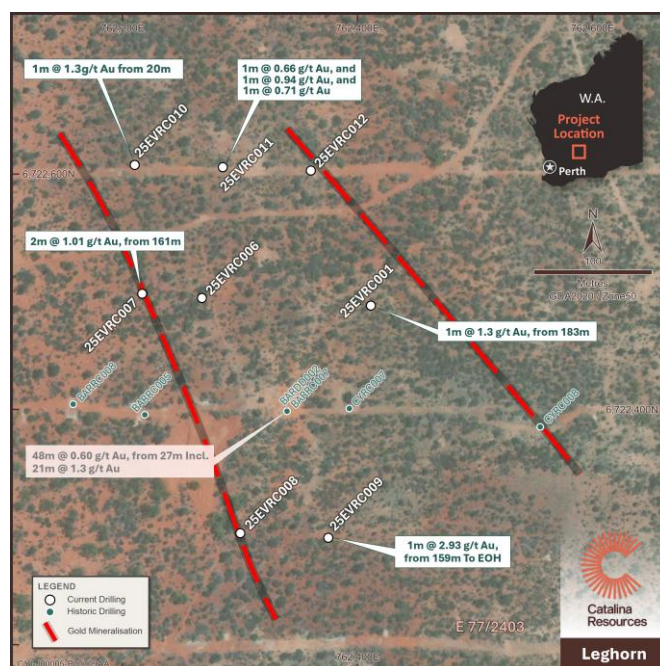 762,400E
762,600E
1m @ 1.3g/t Au from 20m
1m @ 0.66 g/t Au, and
1m @ 0.94 g/t Au, and
1m @ 0.71 g/t Au
W.A.
Project
Location
Perth
25EVRC010
25EVRC011
25EVRC012
6,722,600N
N
100
Metres
2m @ 1.01 g/t Au, from 161m
25EVRC006
25EVRC007
25EVRC001
1m @ 1.3 g/t Au, from 183m
BARRC005
CYRC007
CYRC008
6,722,400N
48m @ 0.60 g/t Au, from 27m Incl.
21m @ 1.3 g/t Au
25EVRC008
25EVRC009
1m @ 2.93 g/t Au,
from 159m To EOH
LEGEND
Current Drilling
Historic Drilling
Gold Mineralisation
E 77/2403
Catalina
Resources
Leghorn
762,400E